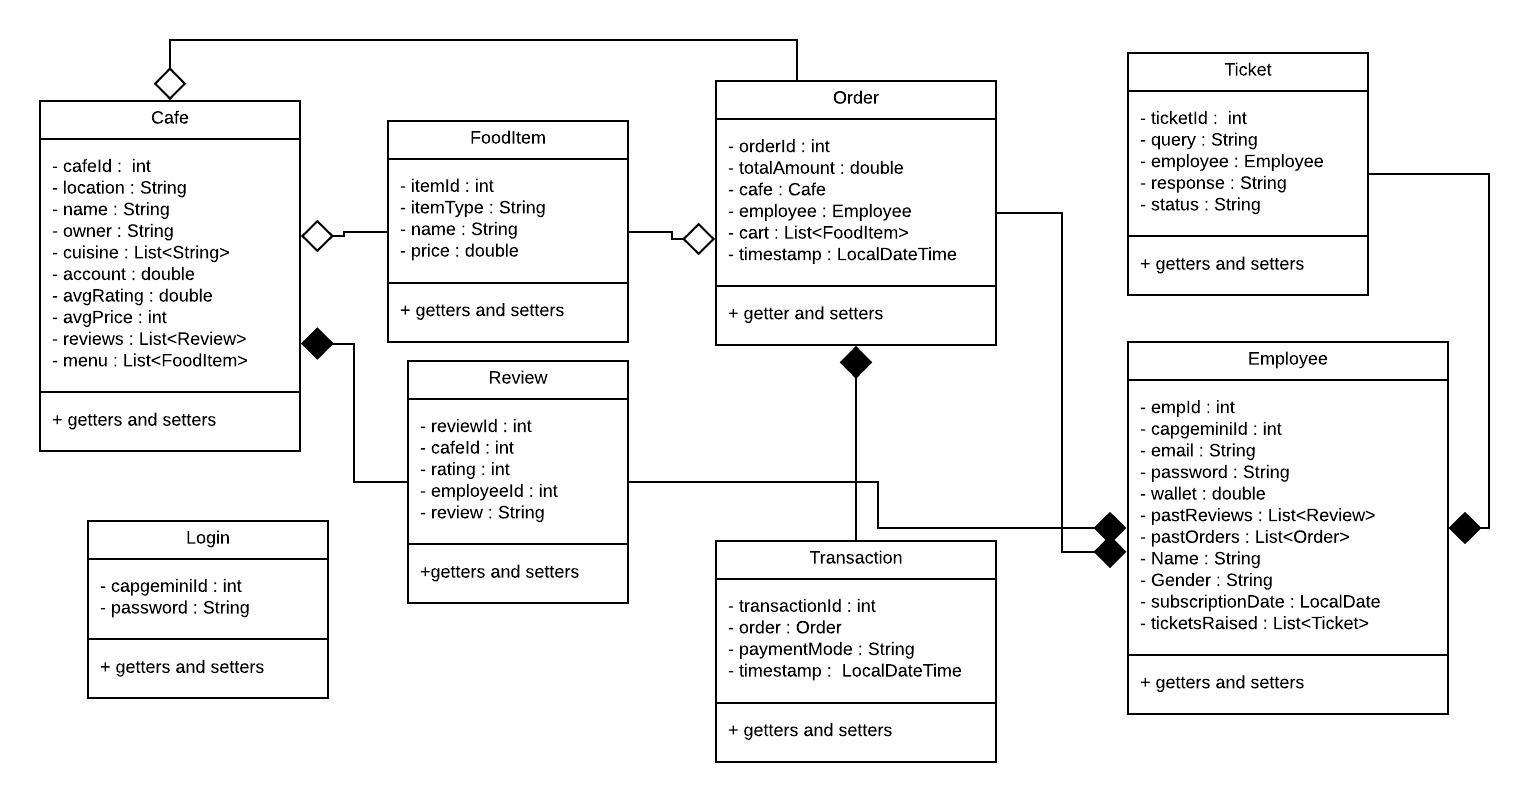 Cafe
- cafeId :  int
- location : String
- name : String
- owner : String
- cuisine : List<String>
- account : double
- avgRating : double
- avgPrice : int
- reviews : List<Review>
- menu : List<FoodItem>
+ getters and setters
FoodItem
- itemId : int
- itemType : String
- name : String
- price : double
+ getters and setters
Order
- orderId : int
- totalAmount : double
- cafe : Cafe
- employee : Employee
- cart : List<FoodItem>
- timestamp : LocalDateTime
+ getter and setters
Ticket
- ticketId :  int
- query : String
- employee : Employee
- response : String
- status : String
+ getters and setters
Review
- reviewId : int
- cafeId : int
- rating : int
- employeeId : int
- review : String
+getters and setters
Employee
- empId : int
- capgeminiId : int
- email : String
- password : String
- wallet : double
- pastReviews : List<Review>
- pastOrders : List<Order>
- Name : String
- Gender : String
- subscriptionDate : LocalDate
- ticketsRaised : List<Ticket>
+ getters and setters
Login
- capgeminiId : int
- password : String
+ getters and setters
Transaction
- transactionId : int
- order : Order
- paymentMode : String
- timestamp :  LocalDateTime
+ getters and setters